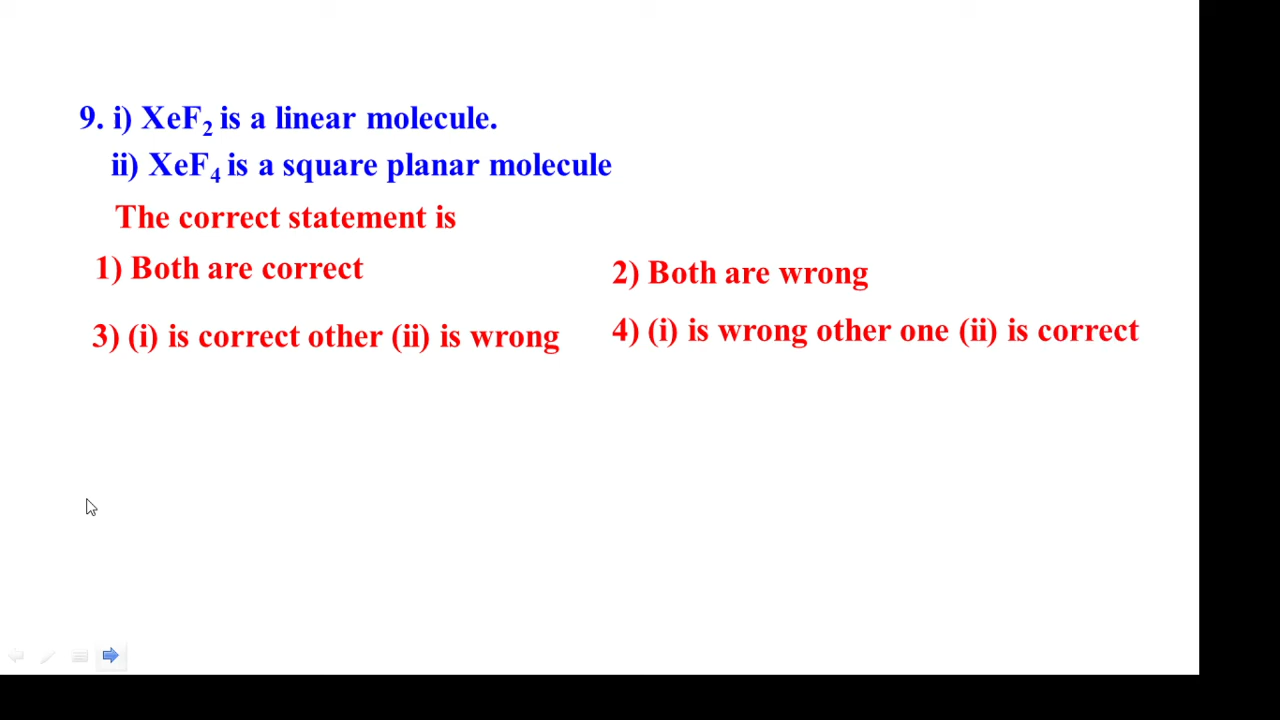 9. i) XeF₂ is a linear molecule.
ii) XeF₄ is a square planar molecule
The correct statement is
1) Both are correct
2) Both are wrong
3) (i) is correct other (ii) is wrong
4) (i) is wrong other one (ii) is correct